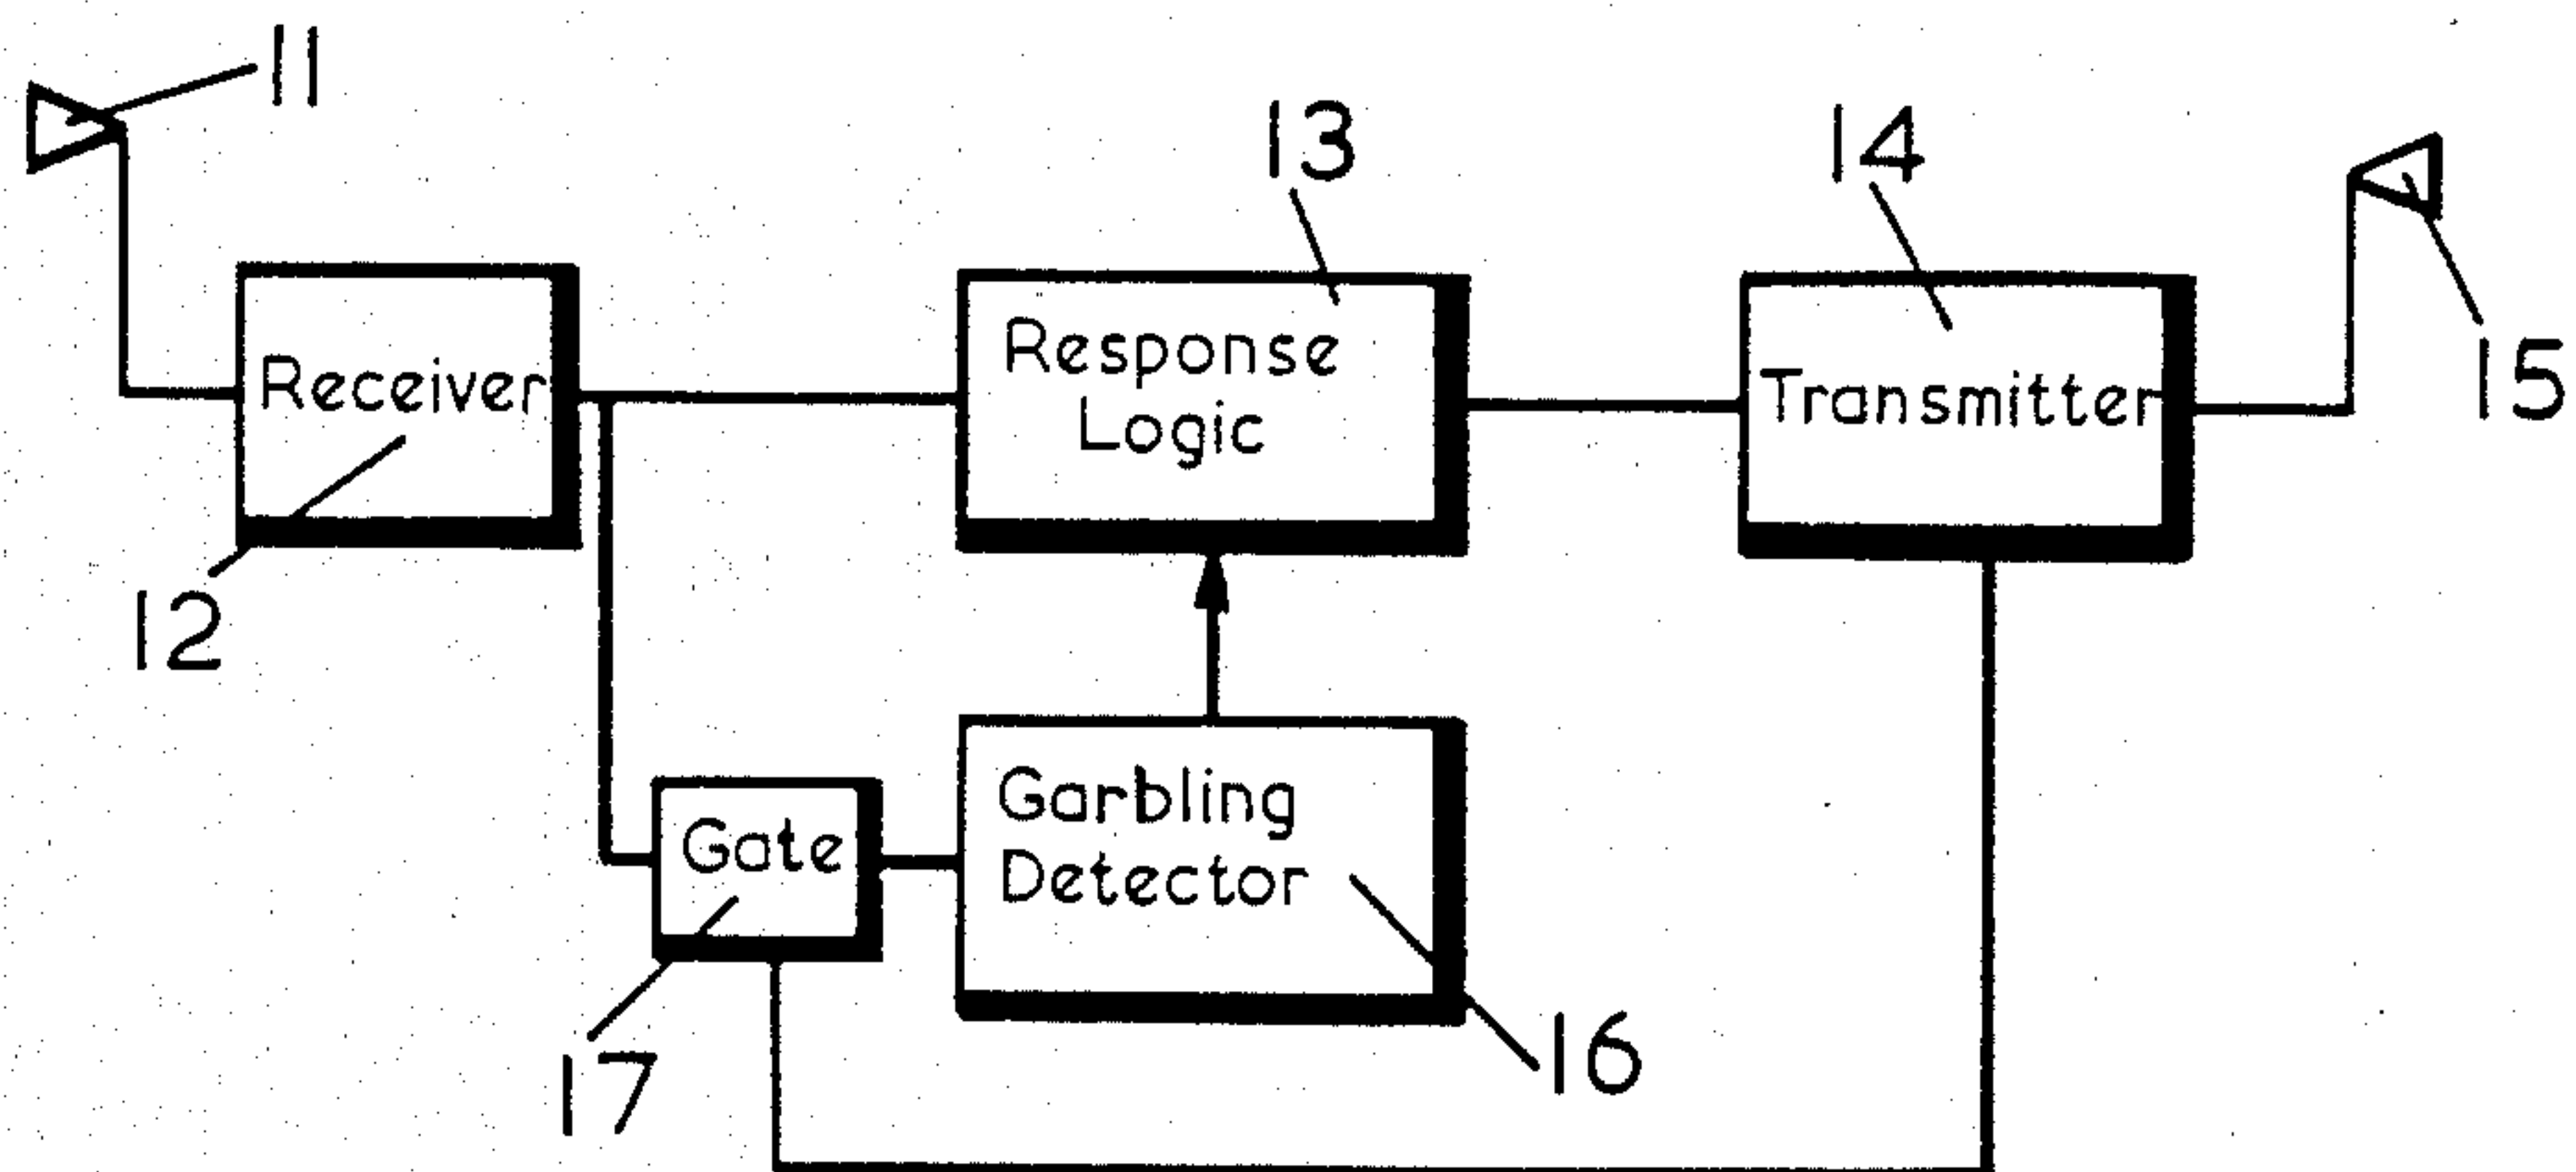 11
13
14
15
Receiver
Response
Logic
Transmitter
12
Garbling
Detector
Gate
16
17